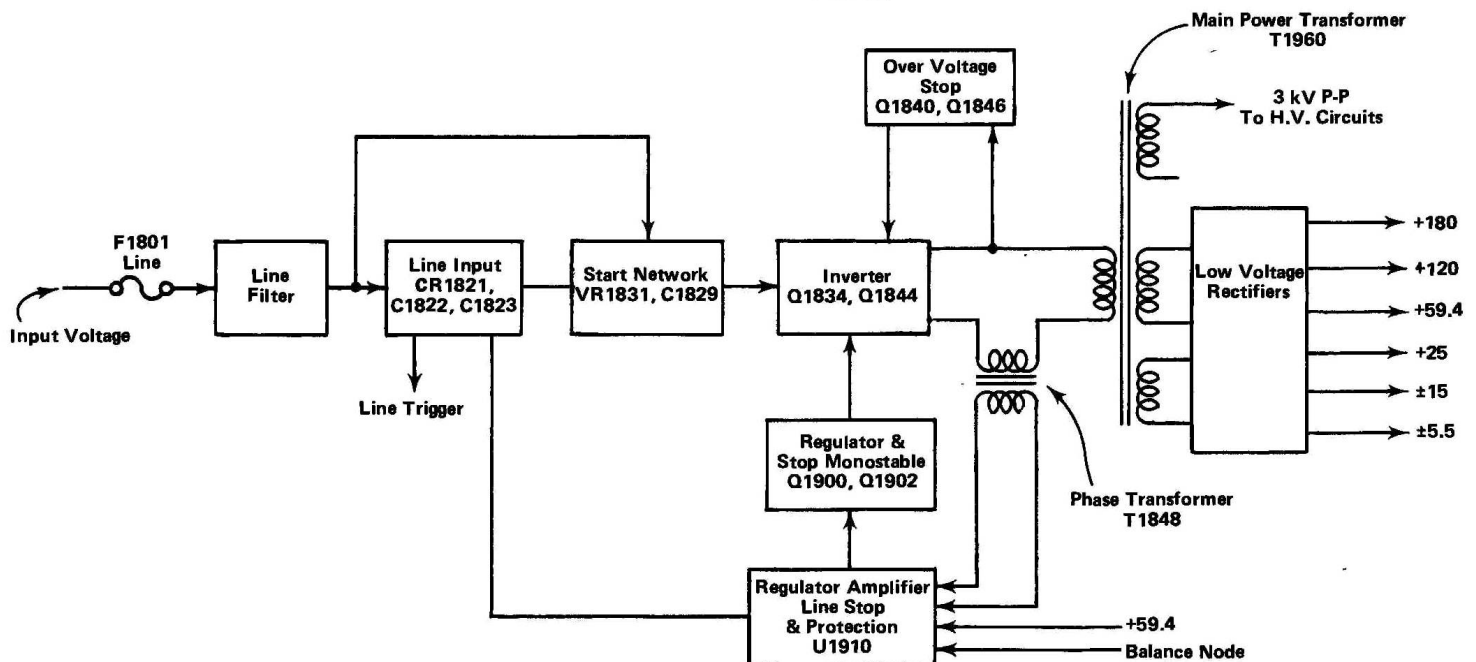 Main Power Transformer
T1960
Over Voltage
Stop
Q1840, Q1846
3 kV P-P
To H.V. Circuits
F1801
Line
Input Voltage
Line
Filter
Line Input
CR1821,
C1822, C1823
Line Trigger
Start Network
VR1831, C1829
Inverter
Q1834, Q1844
Low Voltage
Rectifiers
+180
+120
+59.4
+25
±15
±5.5
Regulator &
Stop Monostable
Q1900, Q1902
Phase Transformer
T1848
Regulator Amplifier
Line Stop
& Protection
U1910
+59.4
Balance Node